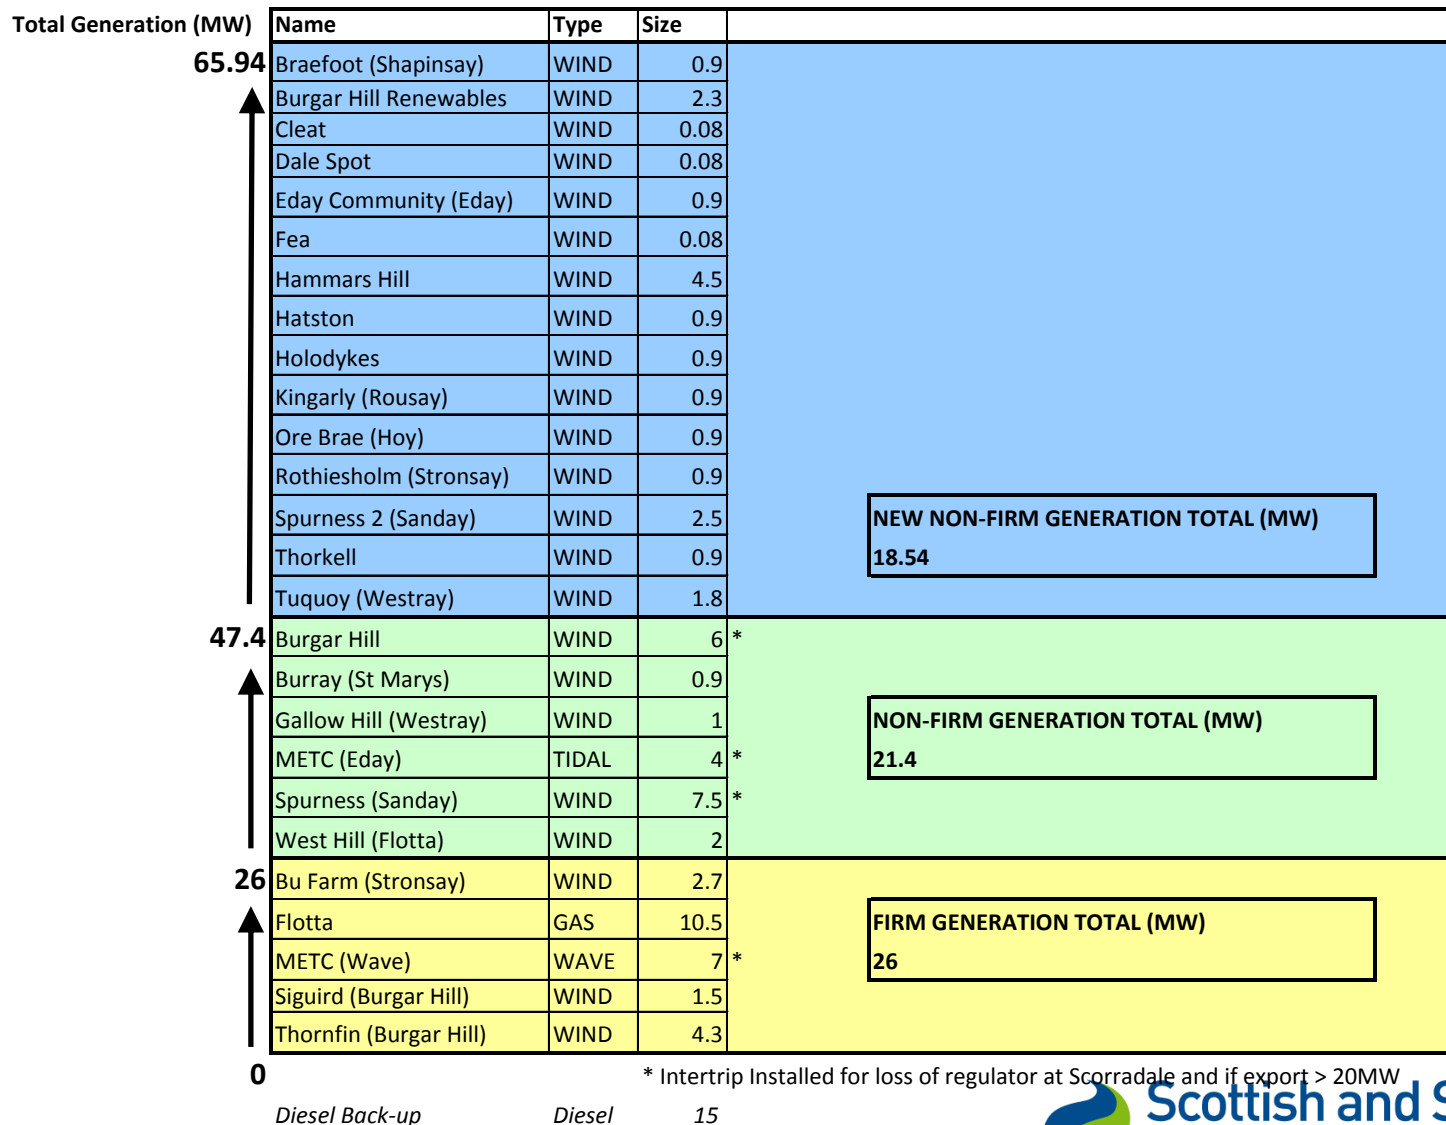 Total Generation (MW) Name Type Size
65.94 Braefoot (Shapinsay) WIND 0.9
Burgar Hill Renewables WIND 2.3
Cleat WIND 0.08
Dale Spot WIND 0.08
Eday Community (Eday) WIND 0.9
Fea WIND 0.08
Hammars Hill WIND 4.5
Hatston WIND 0.9
Holodykes WIND 0.9
Kingarly (Rousay) WIND 0.9
Ore Brae (Hoy) WIND 0.9
Rothiesholm (Stronsay) WIND 0.9
Spurness 2 (Sanday) WIND 2.5 NEW NON-FIRM GENERATION TOTAL (MW)
Thorkell WIND 0.9 18.54
Tuquoy (Westray) WIND 1.8
47.4 Burgar Hill WIND 6 *
Burray (St Marys) WIND 0.9
Gallow Hill (Westray) WIND 1 NON-FIRM GENERATION TOTAL (MW)
METC (Eday) TIDAL 4 * 21.4
Spurness (Sanday) WIND 7.5 *
West Hill (Flotta) WIND 2
26 Bu Farm (Stronsay) WIND 2.7
Flotta GAS 10.5 FIRM GENERATION TOTAL (MW)
METC (Wave) WAVE 7 * 26
Siguird (Burgar Hill) WIND 1.5
Thornfin (Burgar Hill) WIND 4.3
0 * Intertrip Installed for loss of regulator at Scorradale and if export > 20MW
Diesel Back-up Diesel 15
Scottish and S